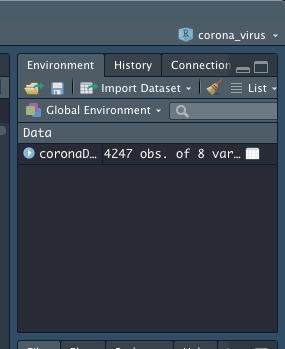 corona_virus
Environment History Connection
Import Dataset List
Global Environment
Data
coronaD... 4247 obs. of 8 var...